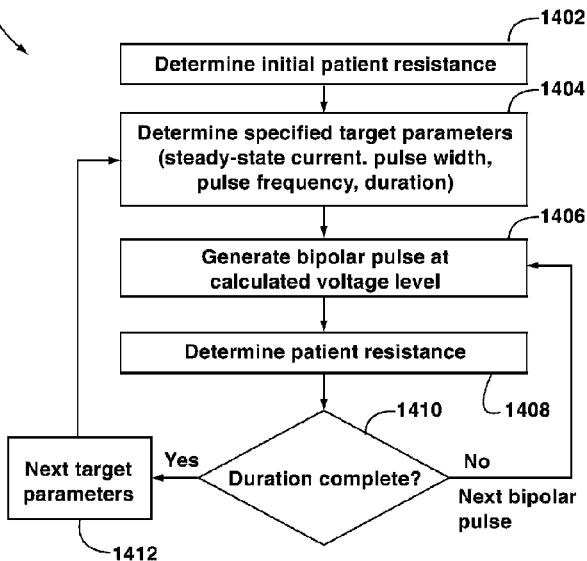 1402
Determine initial patient resistance
1404
Determine specified target parameters
(steady-state current. pulse width,
pulse frequency, duration)
1406
Generate bipolar pulse at
calculated voltage level
Determine patient resistance
1408
1410
Duration complete?
Yes
No
Next bipolar
pulse
Next target
parameters
1412